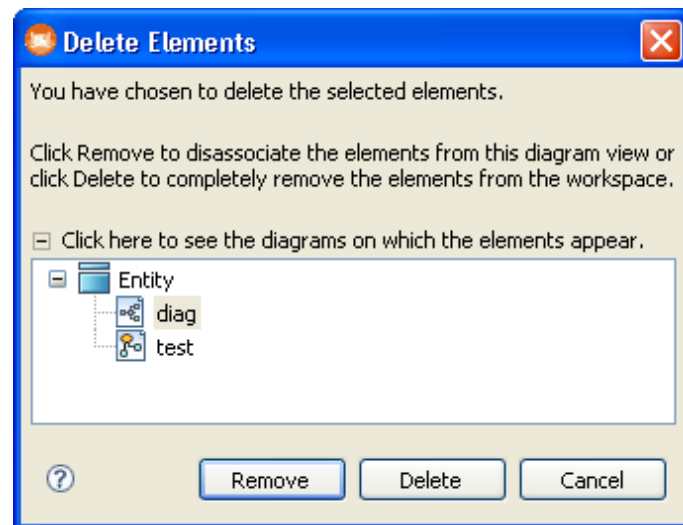 Delete Elements
You have chosen to delete the selected elements.
Click Remove to disassociate the elements from this diagram view or
click Delete to completely remove the elements from the workspace.
Click here to see the diagrams on which the elements appear.
Entity
diag
test
Remove Delete Cancel